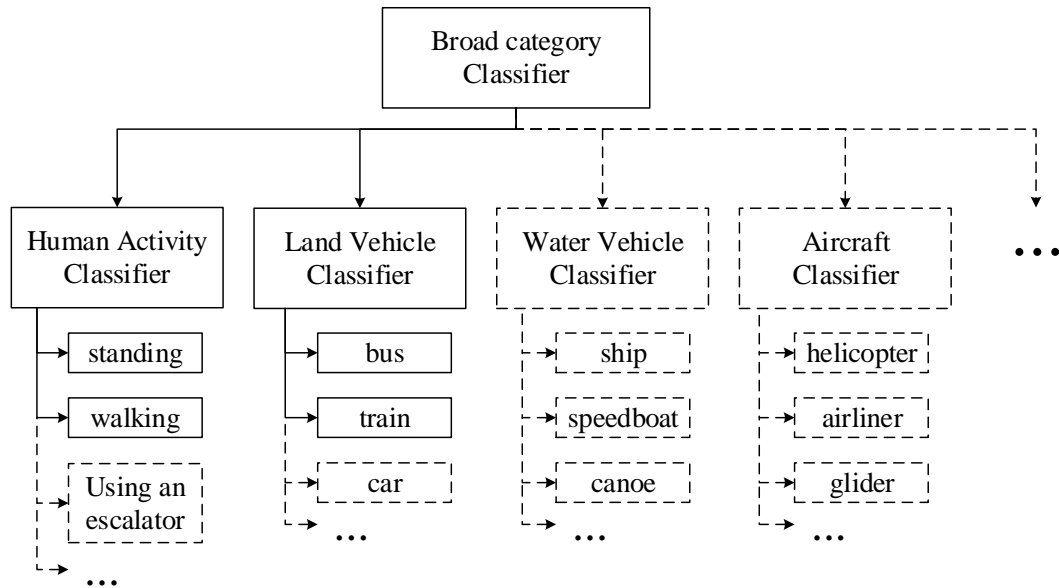 Broad category
Classifier
Human Activity
Classifier
standing
walking
Using an
escalator
...
Land Vehicle
Classifier
bus
train
car
...
Water Vehicle
Classifier
ship
speedboat
canoe
...
Aircraft
Classifier
helicopter
airliner
glider
...
...